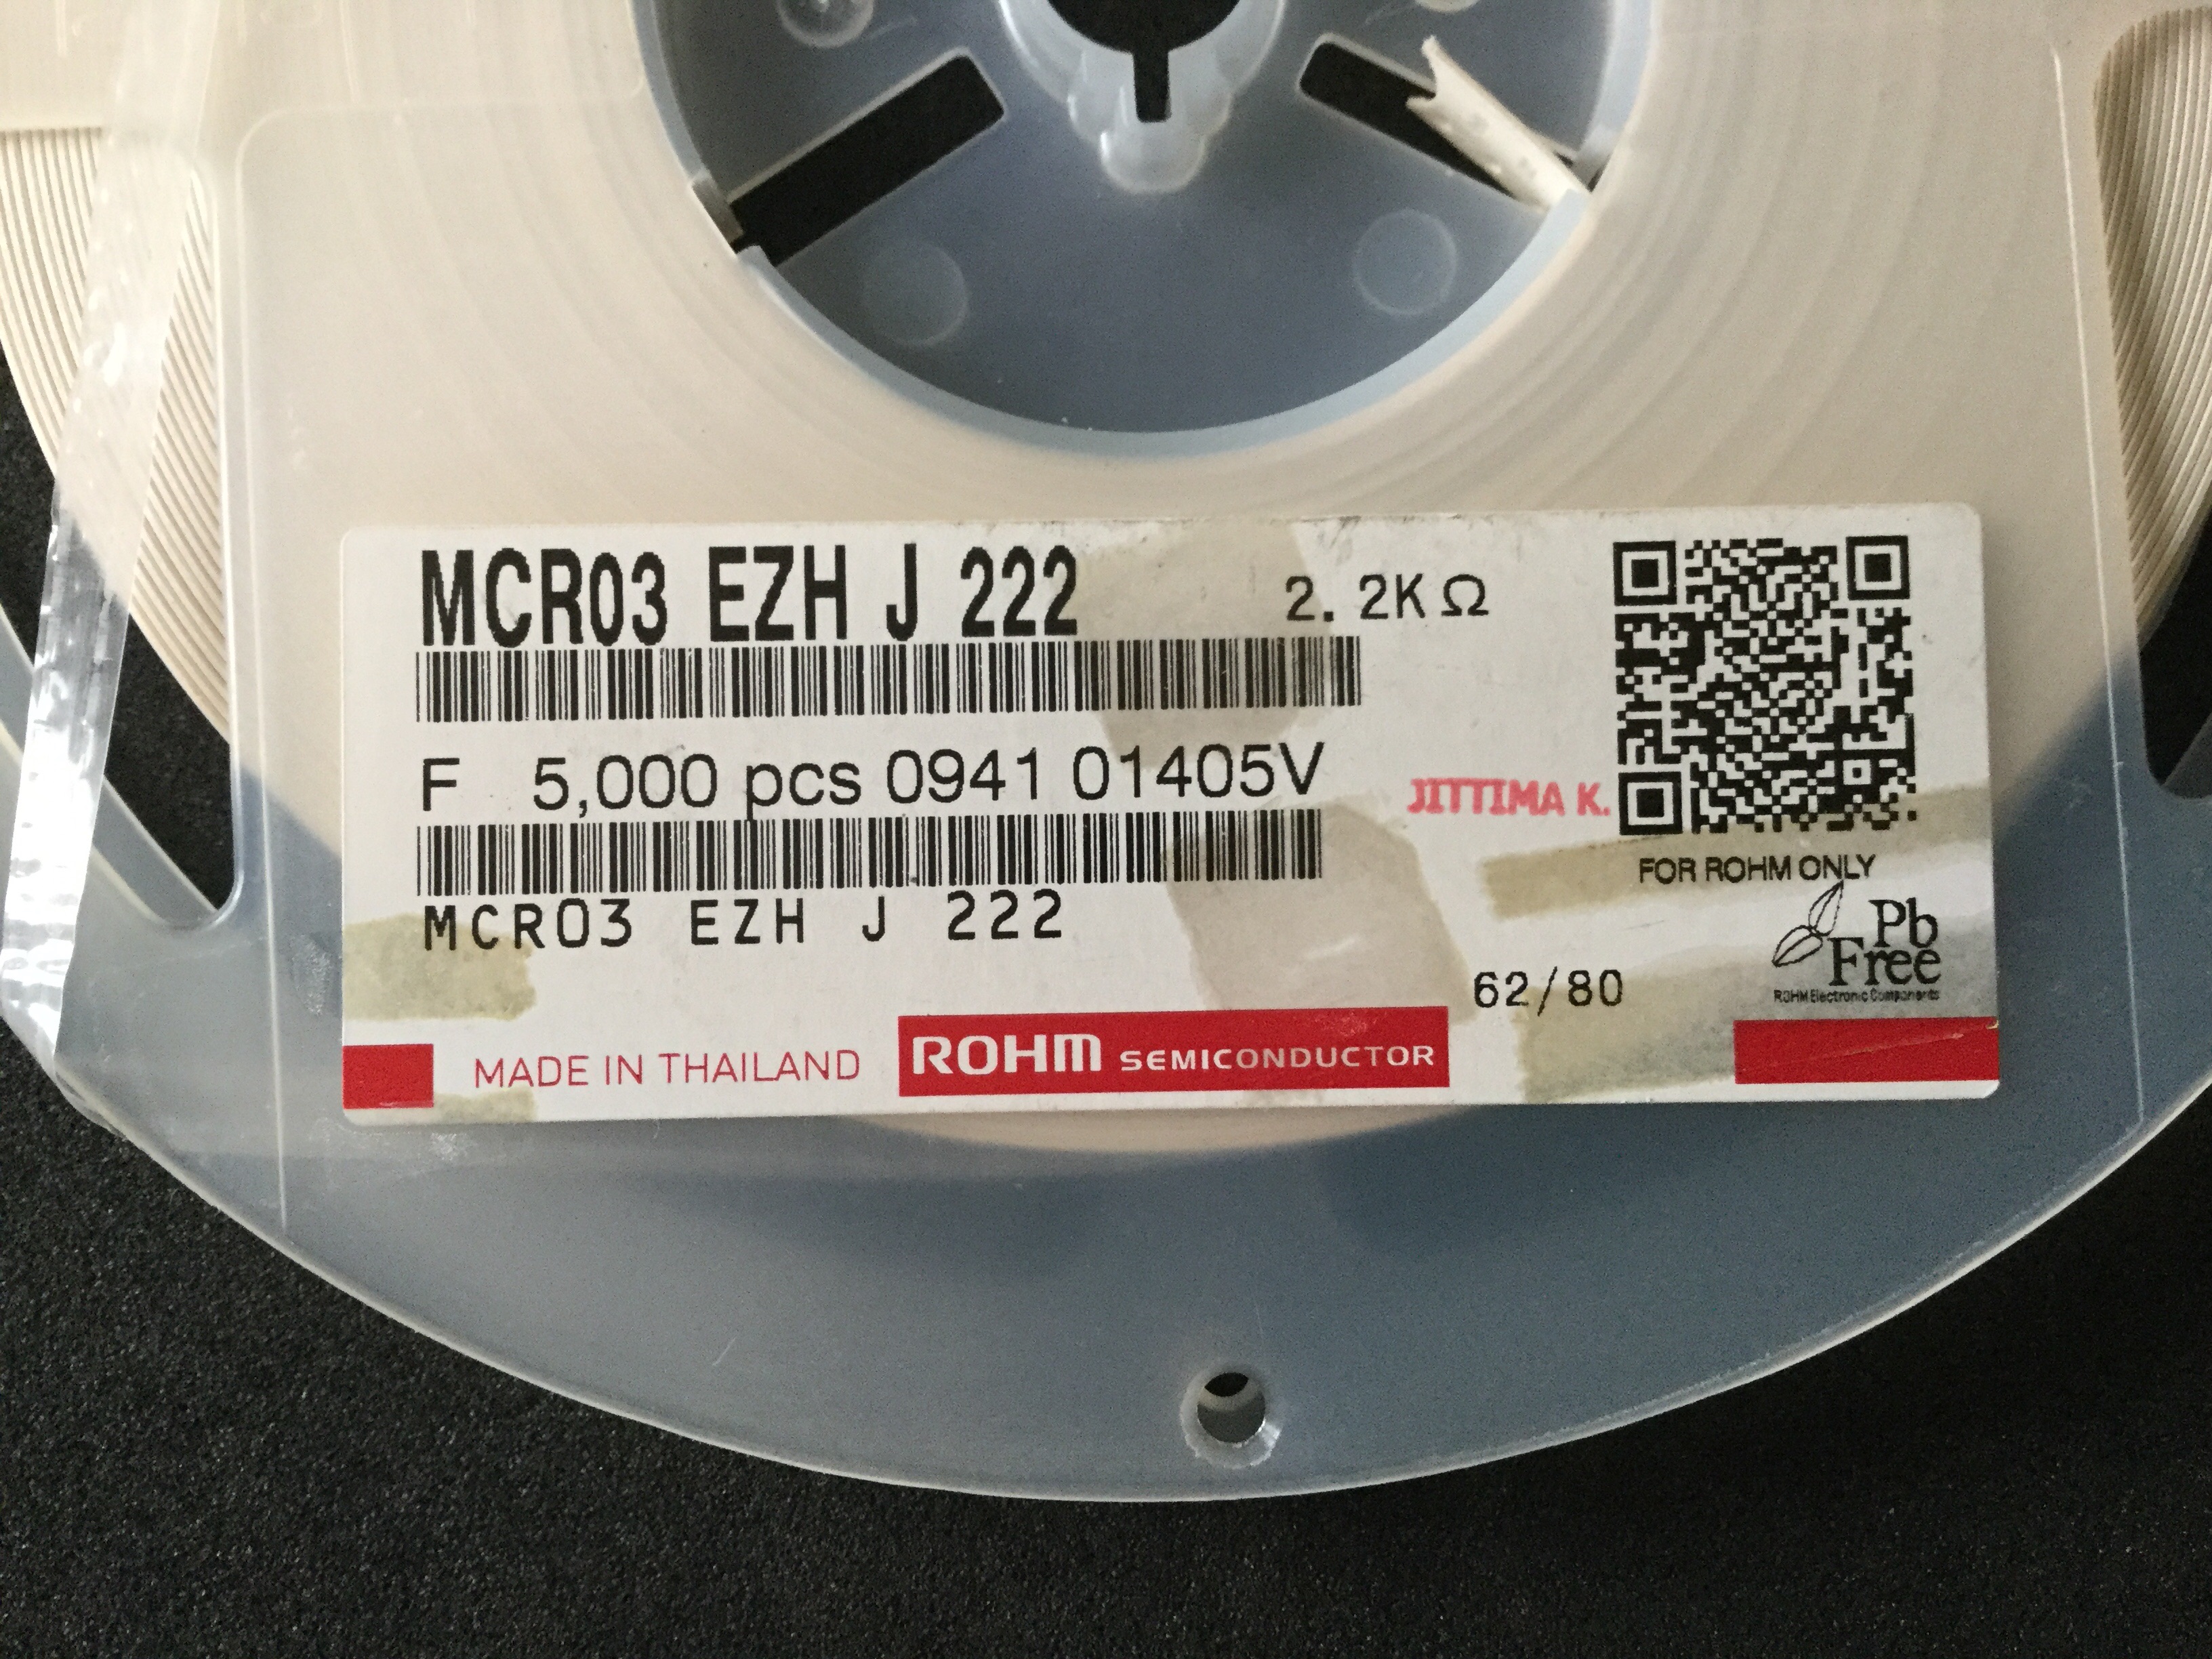 MCR03 EZH J 222
2.2KΩ
F 5,000 pcs 0941 01405V
JITTIMA K.
FOR ROHM ONLY
MCR03 EZH J 222
Pb
Free
ROHM Electronic Components
62/80
MADE IN THAILAND
ROHM SEMICONDUCTOR